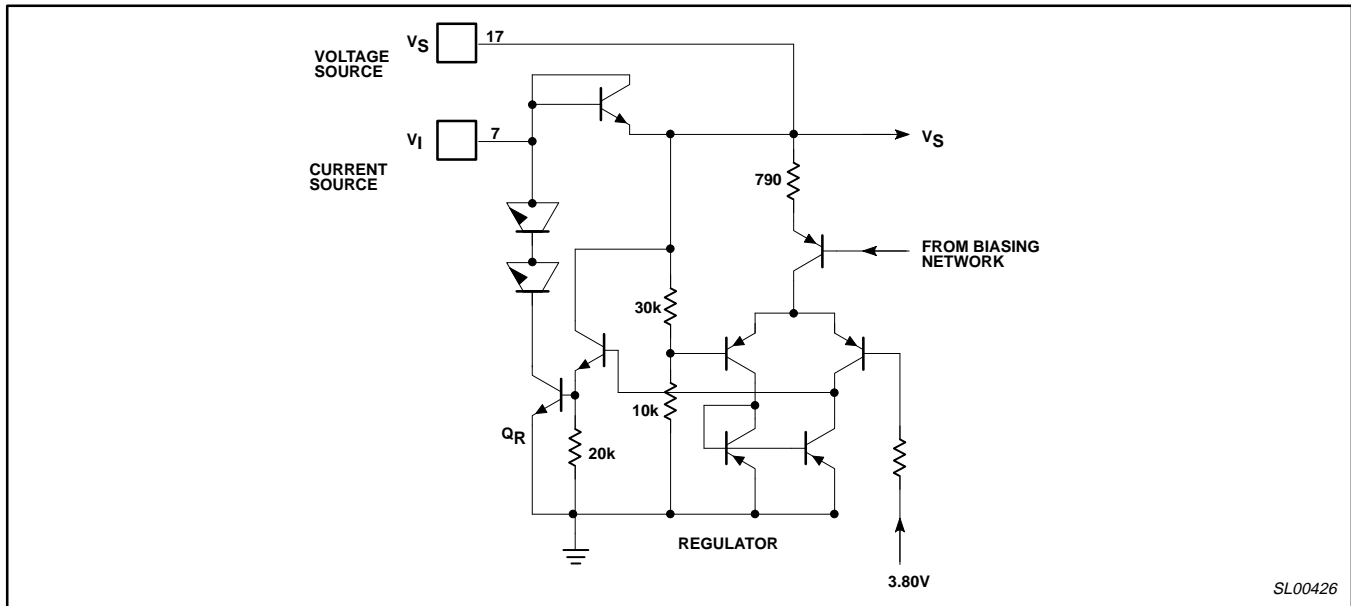 VS 17
VOLTAGE
SOURCE
VI 7
CURRENT
SOURCE
VS
790
FROM BIASING
NETWORK
30k
10k
QR
20k
REGULATOR
3.80V
SL00426